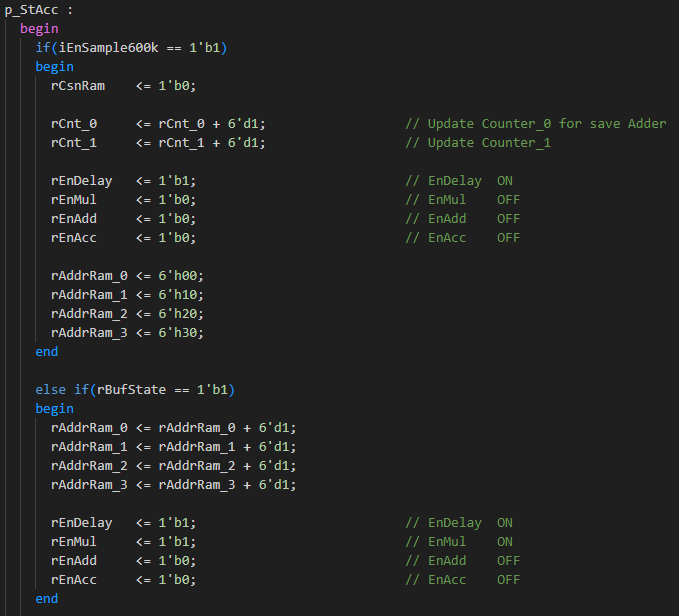 p_StAcc :
begin
if(iEnSample600k == 1'b1)
begin
rCsnRam <= 1'b0;
rCnt_0 <= rCnt_0 + 6'd1; // Update Counter_0 for save Adder
rCnt_1 <= rCnt_1 + 6'd1; // Update Counter_1
rEnDelay <= 1'b1; // EnDelay ON
rEnMul <= 1'b0; // EnMul OFF
rEnAdd <= 1'b0; // EnAdd OFF
rEnAcc <= 1'b0; // EnAcc OFF
rAddrRam_0 <= 6'h00;
rAddrRam_1 <= 6'h10;
rAddrRam_2 <= 6'h20;
rAddrRam_3 <= 6'h30;
end
else if(rBufState == 1'b1)
begin
rAddrRam_0 <= rAddrRam_0 + 6'd1;
rAddrRam_1 <= rAddrRam_1 + 6'd1;
rAddrRam_2 <= rAddrRam_2 + 6'd1;
rAddrRam_3 <= rAddrRam_3 + 6'd1;
rEnDelay <= 1'b1; // EnDelay ON
rEnMul <= 1'b1; // EnMul ON
rEnAdd <= 1'b0; // EnAdd OFF
rEnAcc <= 1'b0; // EnAcc OFF
end